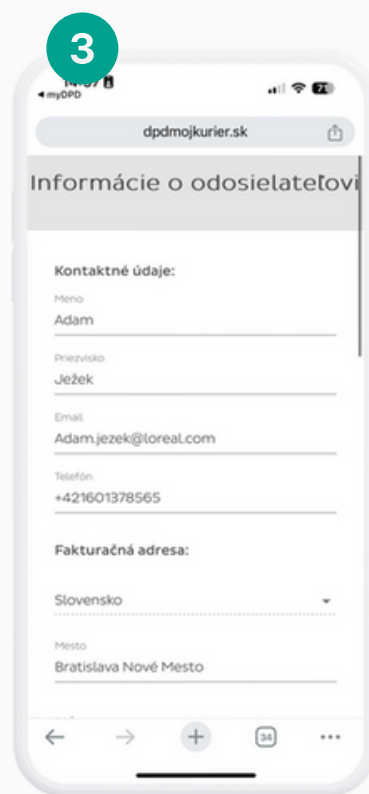 3
◀ myDPD
71
dpdmojkurier.sk
Informácie o odosielateľovi
Kontaktné údaje:
Meno
Adam
Priezvisko
Ježek
Email
Adam.jezek@loreal.com
Telefón
+421601378565
Fakturačná adresa:
Slovensko
Mesto
Bratislava Nové Mesto
34